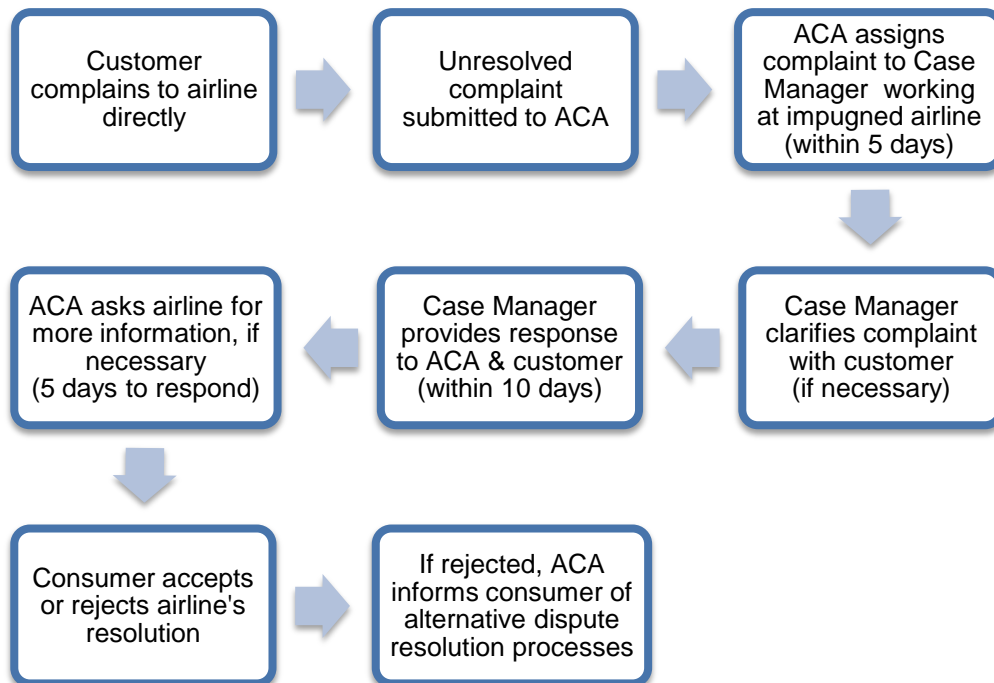 Customer
complains to airline
directly
Unresolved
complaint
submitted to ACA
ACA assigns
complaint to Case
Manager working
at impugned airline
(within 5 days)
Case Manager
clarifies complaint
with customer
(if necessary)
Case Manager
provides response
to ACA & customer
(within 10 days)
ACA asks airline for
more information, if
necessary
(5 days to respond)
Consumer accepts
or rejects airline's
resolution
If rejected, ACA
informs consumer of
alternative dispute
resolution processes